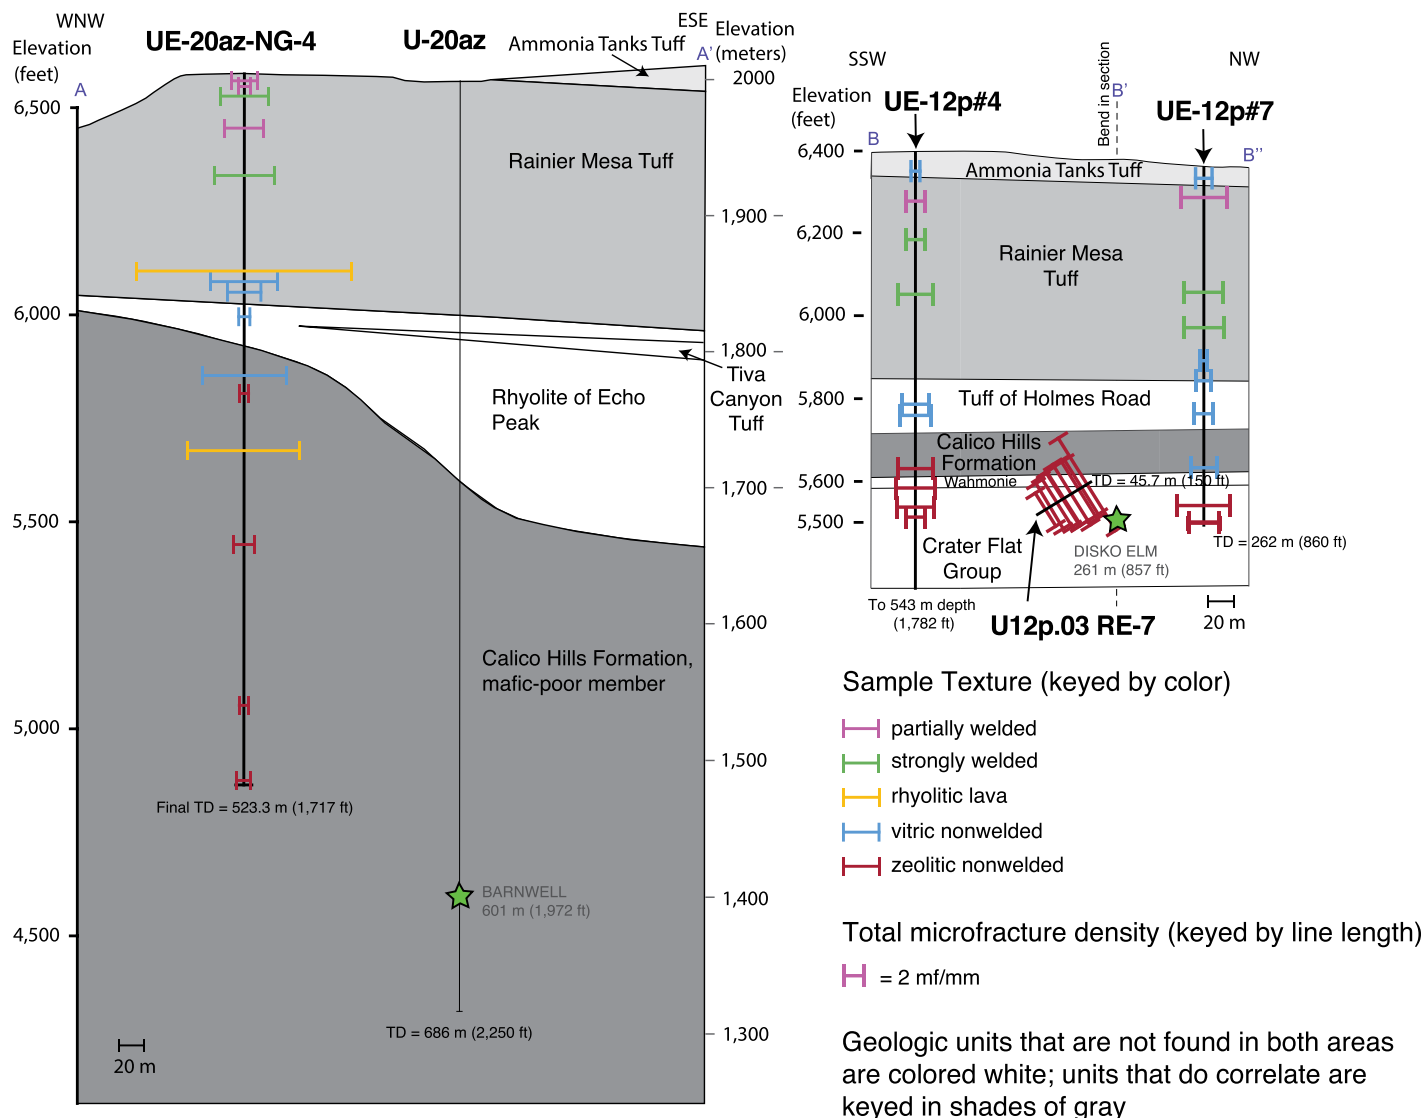 WNW
ESE
Elevation
(feet)
UE-20az-NG-4
U-20az
Ammonia Tanks Tuff
Elevation
(meters)
A
A'
6,500
6,000
5,500
5,000
4,500
2000
1,900
1,800
1,700
1,600
1,500
1,400
1,300
Rainier Mesa Tuff
Tiva
Canyon
Tuff
Rhyolite of Echo
Peak
Calico Hills Formation,
mafic-poor member
Final TD = 523.3 m (1,717 ft)
BARNWELL
601 m (1,972 ft)
TD = 686 m (2,250 ft)
20 m
SSW
NW
Elevation
(feet)
UE-12p#4
Bend in section
B'
UE-12p#7
B
B''
6,400
6,200
6,000
5,800
5,600
5,500
Ammonia Tanks Tuff
Rainier Mesa
Tuff
Tuff of Holmes Road
Calico Hills
Formation
Wahmonie
TD = 45.7 m (150 ft)
Crater Flat
Group
DISKO ELM
261 m (857 ft)
TD = 262 m (860 ft)
To 543 m depth
(1,782 ft)
U12p.03 RE-7
20 m
Sample Texture (keyed by color)
partially welded
strongly welded
rhyolitic lava
vitric nonwelded
zeolitic nonwelded
Total microfracture density (keyed by line length)
= 2 mf/mm
Geologic units that are not found in both areas
are colored white; units that do correlate are
keyed in shades of gray